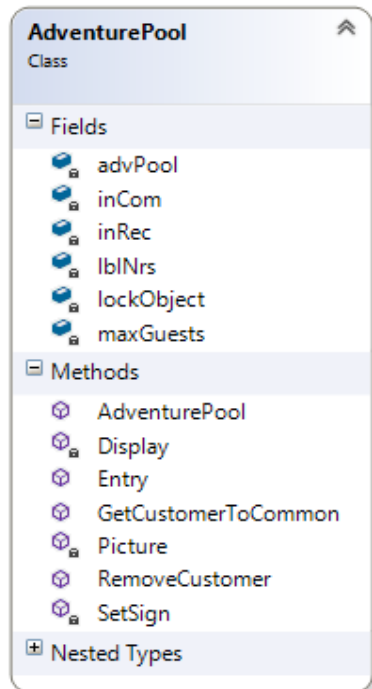 AdventurePool
Class
Fields
advPool
inCom
inRec
lblNrs
lockObject
maxGuests
Methods
AdventurePool
Display
Entry
GetCustomerToCommon
Picture
RemoveCustomer
SetSign
Nested Types